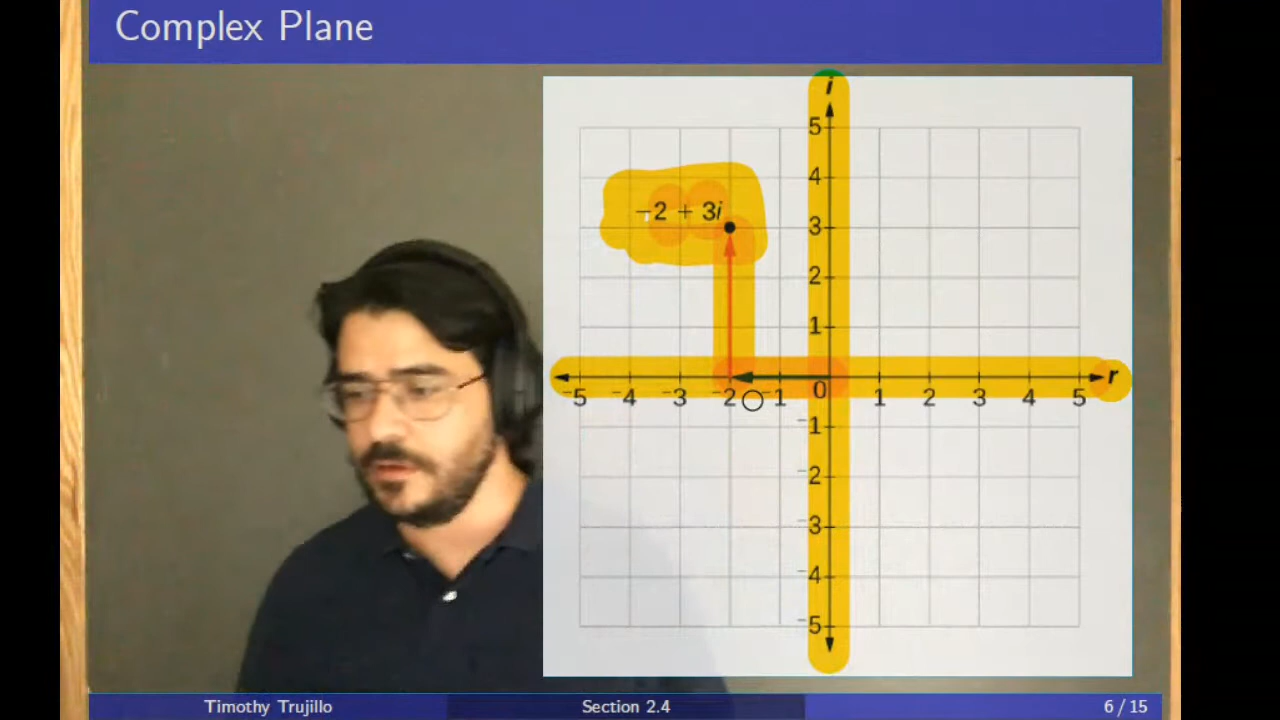 Complex Plane
i
5
4
-2 + 3i
3
2
1
r
-5 -4 -3 -2 -1 0 1 2 3 4 5
-1
-2
-3
-4
-5
Timothy Trujillo Section 2.4 6 / 15